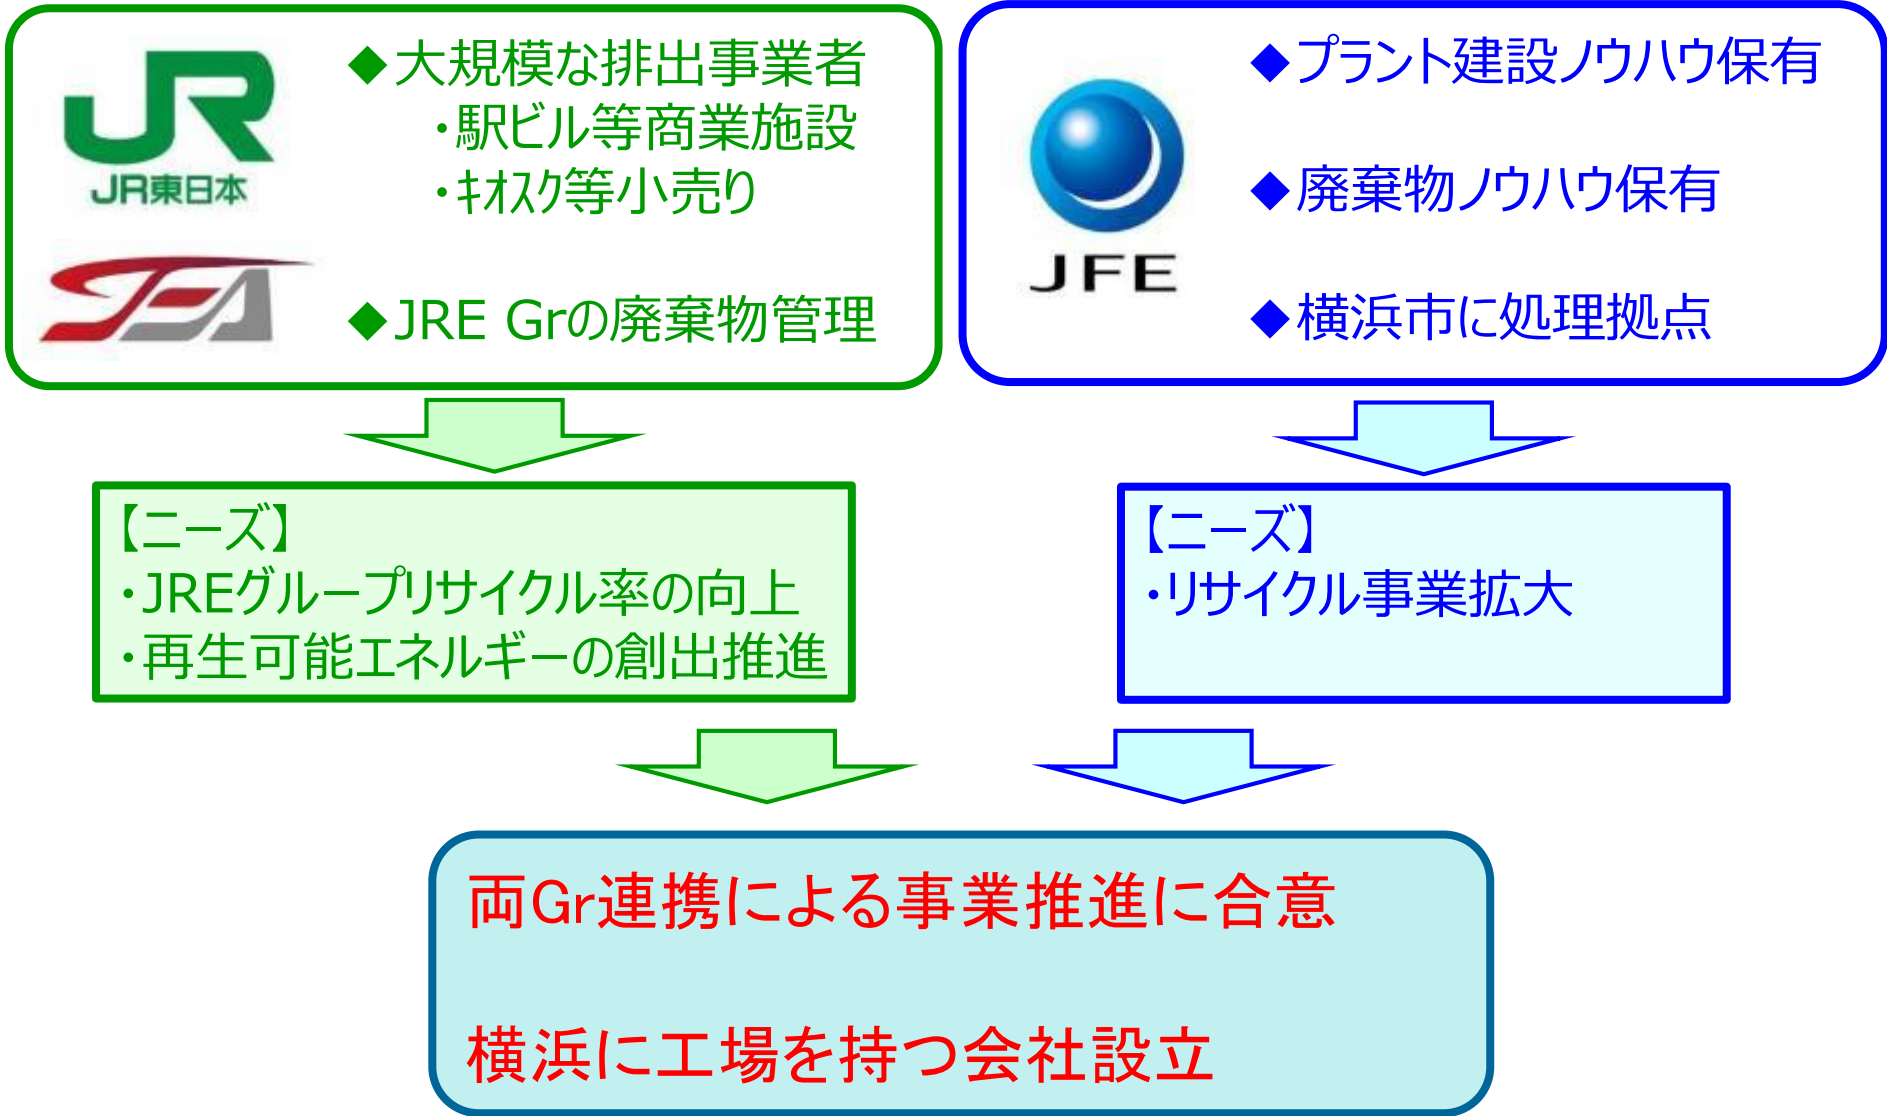 JR東日本
◆大規模な排出事業者
・駅ビル等商業施設
・ｷｵｽｸ等小売り
◆JRE Grの廃棄物管理
JFE
◆プラント建設ノウハウ保有
◆廃棄物ノウハウ保有
◆横浜市に処理拠点
【ニーズ】
・JREグループリサイクル率の向上
・再生可能エネルギーの創出推進
【ニーズ】
・リサイクル事業拡大
両Gr連携による事業推進に合意
横浜に工場を持つ会社設立